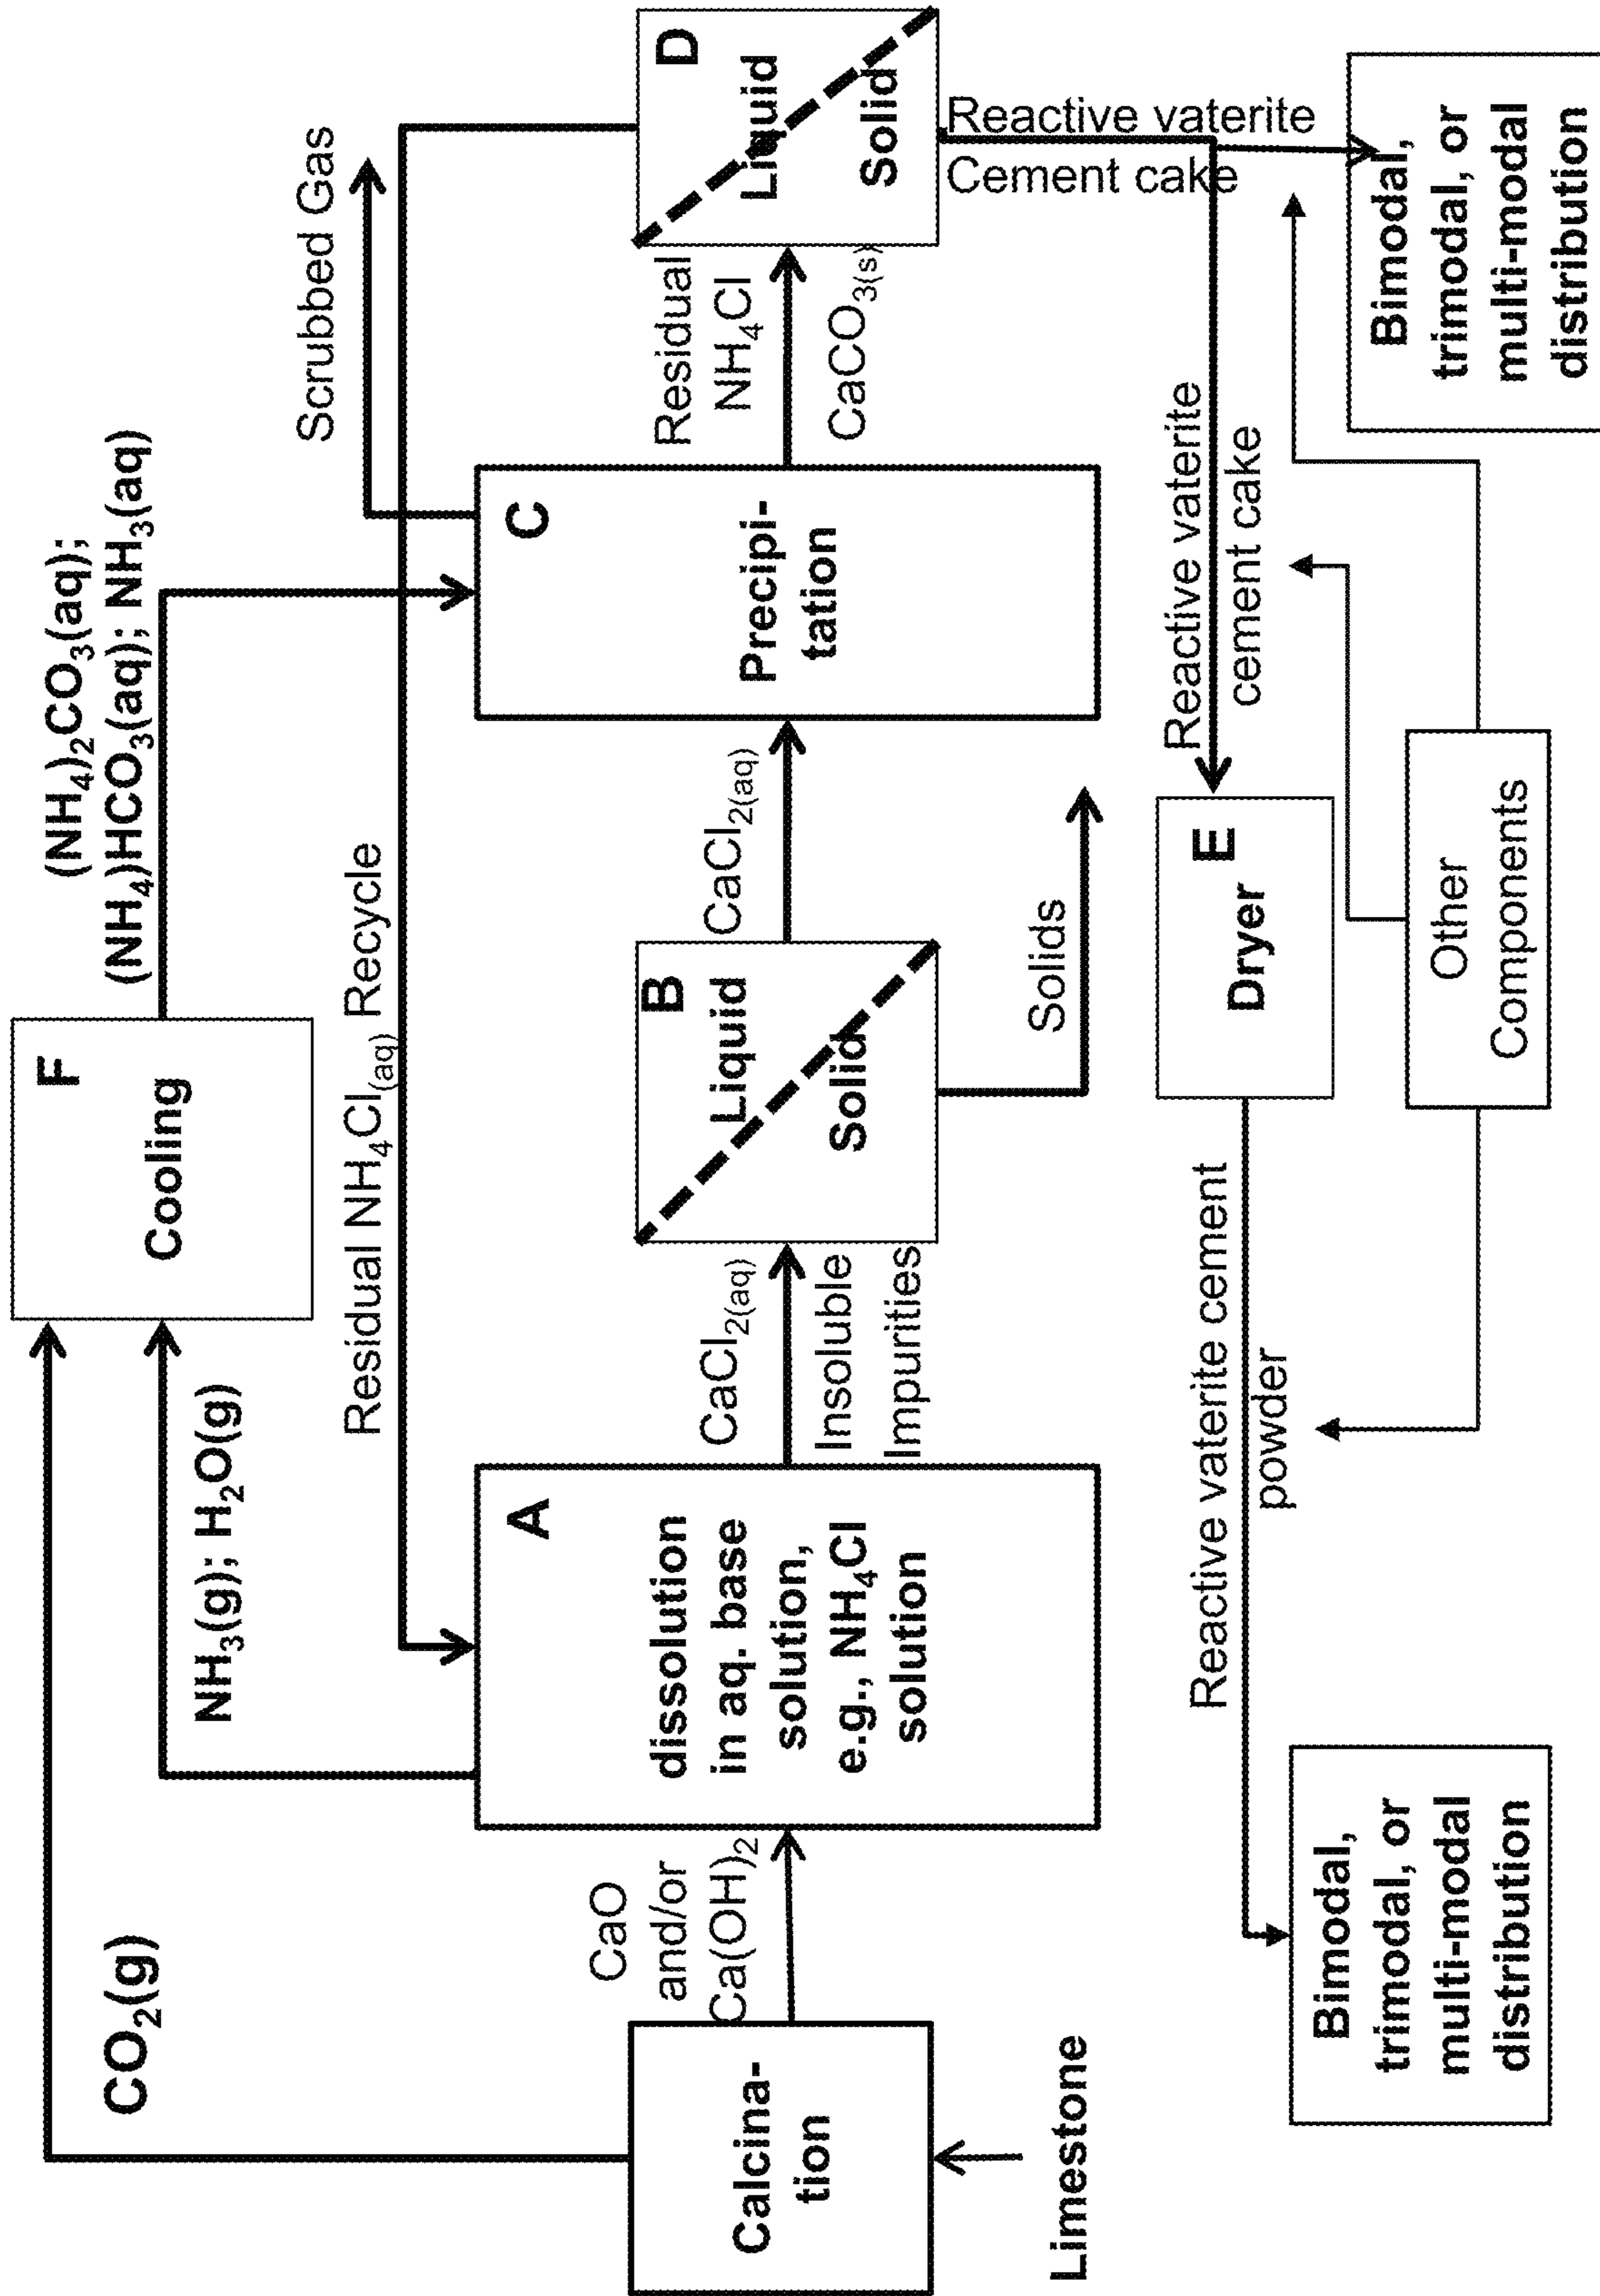 CO2(g)
NH3(g); H2O(g)
F
Cooling
(NH4)2CO3(aq);
(NH4)HCO3(aq); NH3(aq)
Residual NH4Cl(aq) Recycle
Scrubbed Gas
Limestone
Calcina-
tion
CaO
and/or
Ca(OH)2
A
dissolution
in aq. base
solution,
e.g., NH4Cl
solution
CaCl2(aq)
Insoluble
Impurities
B
Liquid
Solid
Solids
CaCl2(aq)
C
Precipi-
tation
Residual
NH4Cl
CaCO3(s)
D
Liquid
Solid
Reactive vaterite
Cement cake
Reactive vaterite
cement cake
E
Dryer
Reactive vaterite cement
powder
Other
Components
Bimodal,
trimodal, or
multi-modal
distribution
Bimodal,
trimodal, or
multi-modal
distribution